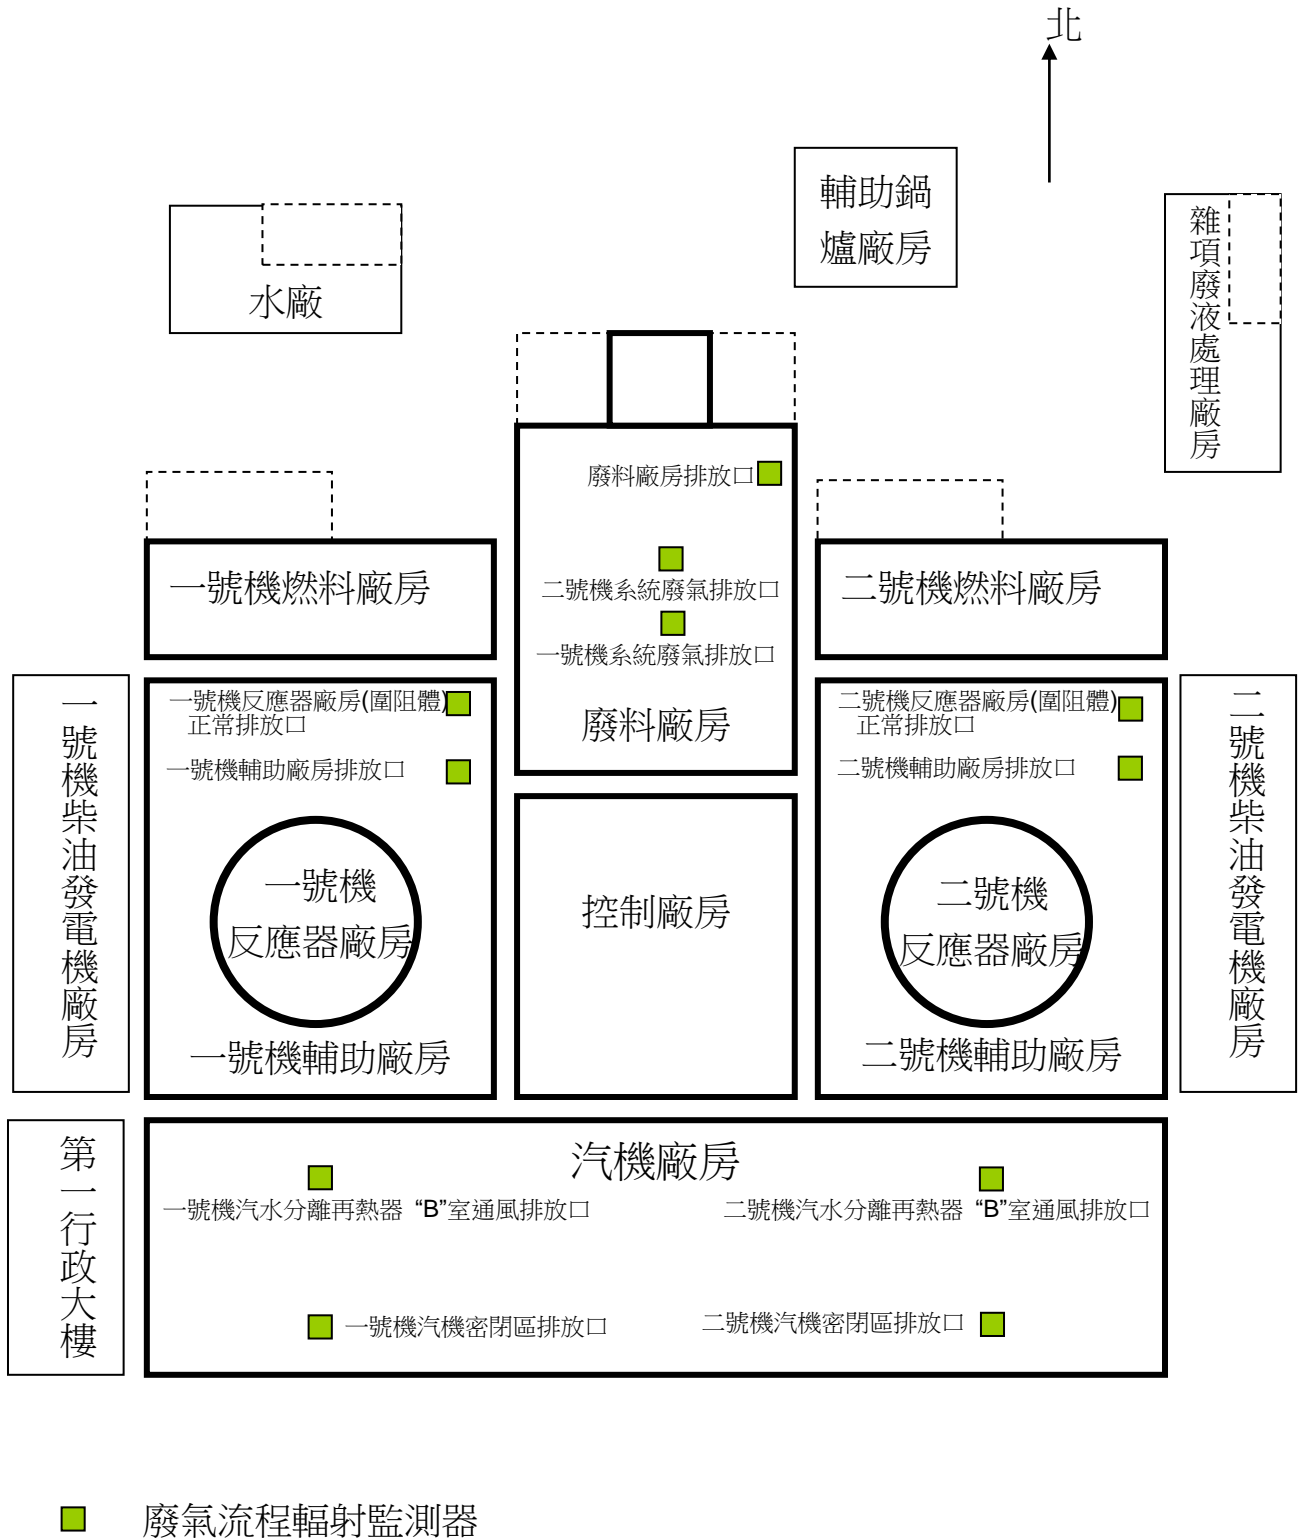 北
輔助鍋
爐廠房
雜項廢液處理廠房
水廠
廢料廠房排放口
二號機系統廢氣排放口
一號機系統廢氣排放口
廢料廠房
一號機燃料廠房
二號機燃料廠房
一號機柴油發電機廠房
一號機反應器廠房(圍阻體)
正常排放口
一號機輔助廠房排放口
一號機
反應器廠房
一號機輔助廠房
控制廠房
二號機反應器廠房(圍阻體)
正常排放口
二號機輔助廠房排放口
二號機
反應器廠房
二號機輔助廠房
二號機柴油發電機廠房
第一行政大樓
汽機廠房
一號機汽水分離再熱器 “B”室通風排放口
二號機汽水分離再熱器 “B”室通風排放口
一號機汽機密閉區排放口
二號機汽機密閉區排放口
廢氣流程輻射監測器